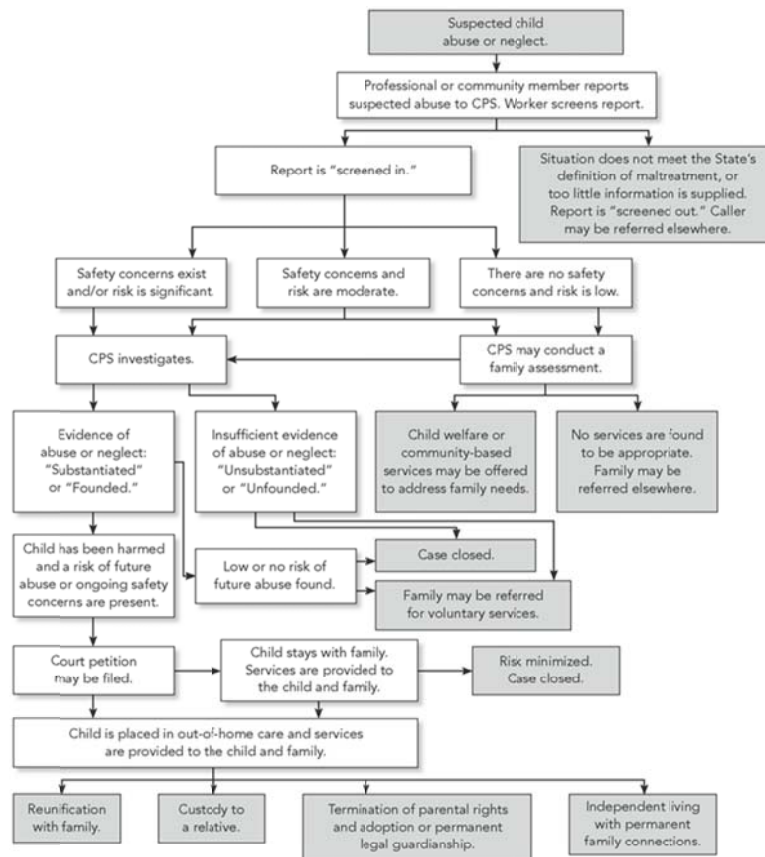 Suspected child
abuse or neglect.
Professional or community member reports
suspected abuse to CPS. Worker screens report.
Report is "screened in."
Situation does not meet the State's
definition of maltreatment, or
too little information is supplied.
Report is "screened out." Caller
may be referred elsewhere.
Safety concerns exist
and/or risk is significant
Safety concerns and
risk are moderate.
There are no safety
concerns and risk is low.
CPS investigates.
CPS may conduct a
family assessment.
Evidence of
abuse or neglect:
"Substantiated"
or "Founded."
Insufficient evidence
of abuse or neglect:
"Unsubstantiated"
or "Unfounded."
Child welfare or
community-based
services may be offered
to address family needs.
No services are found
to be appropriate.
Family may be
referred elsewhere.
Child has been harmed
and a risk of future
abuse or ongoing safety
concerns are present.
Low or no risk of
future abuse found.
Case closed.
Family may be referred
for voluntary services.
Court petition
may be filed.
Child stays with family.
Services are provided to
the child and family.
Risk minimized.
Case closed.
Child is placed in out-of-home care and services
are provided to the child and family.
Reunification
with family.
Custody to
a relative.
Termination of parental rights
and adoption or permanent
legal guardianship.
Independent living
with permanent
family connections.